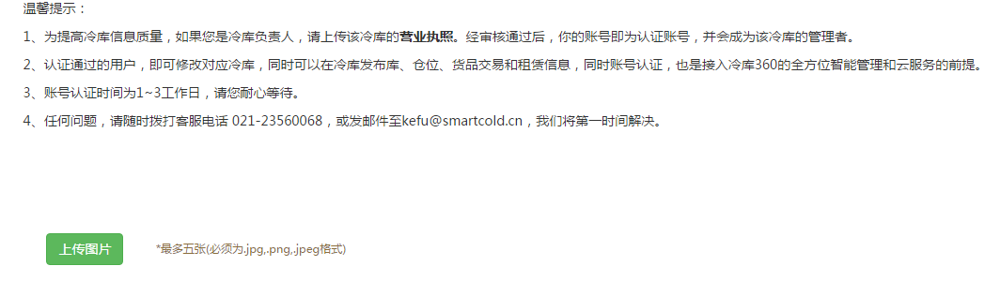 温馨提示：
1、为提高冷库信息质量，如果您是冷库负责人，请上传该冷库的营业执照。经审核通过后，你的账号即为认证账号，并会成为该冷库的管理者。
2、认证通过的用户，即可修改对应冷库，同时可以在冷库发布库、仓位、货品交易和租赁信息，同时账号认证，也是接入冷库360的全方位智能管理和云服务的前提。
3、账号认证时间为1~3工作日，请您耐心等待。
4、任何问题，请随时拨打客服电话 021-23560068，或发邮件至kefu@smartcold.cn，我们将第一时间解决。
上传图片 *最多五张(必须为.jpg,.png,.jpeg格式)